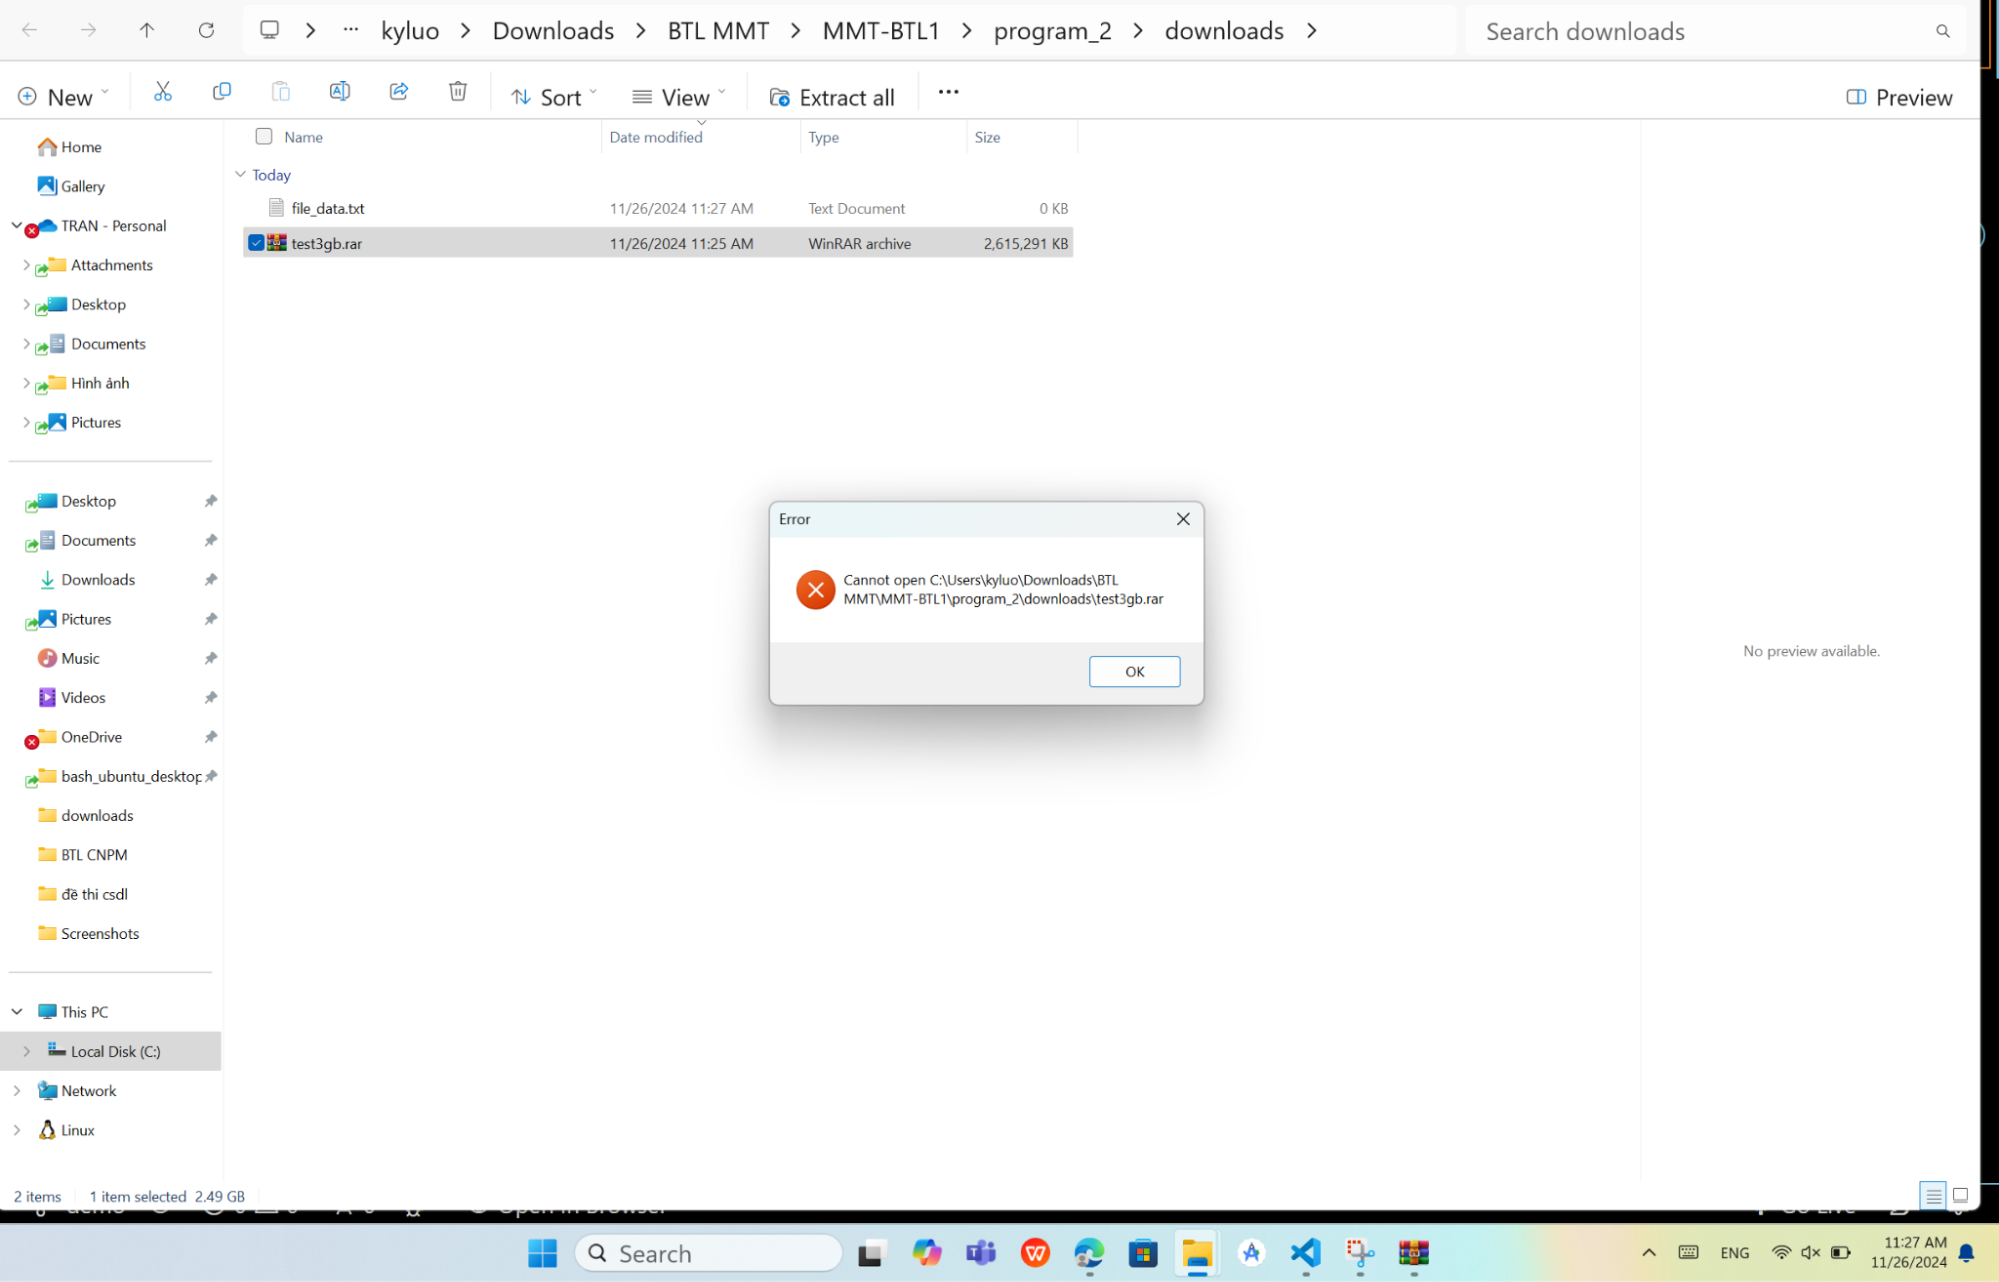 kyluo > Downloads > BTL MMT > MMT-BTL1 > program_2 > downloads >
Search downloads
New
Sort
View
Extract all
Preview
Name
Date modified
Type
Size
Today
file_data.txt 11/26/2024 11:27 AM Text Document 0 KB
test3gb.rar 11/26/2024 11:25 AM WinRAR archive 2,615,291 KB
Home
Gallery
TRAN - Personal
Attachments
Desktop
Documents
Hình ảnh
Pictures
Desktop
Documents
Downloads
Pictures
Music
Videos
OneDrive
bash_ubuntu_desktop
downloads
BTL CNPM
đề thi csdl
Screenshots
This PC
Local Disk (C:)
Network
Linux
Error
Cannot open C:\Users\kyluo\Downloads\BTL
MMT\MMT-BTL1\program_2\downloads\test3gb.rar
OK
No preview available.
2 items 1 item selected 2.49 GB
Open in Browser
Search
ENG
11:27 AM
11/26/2024